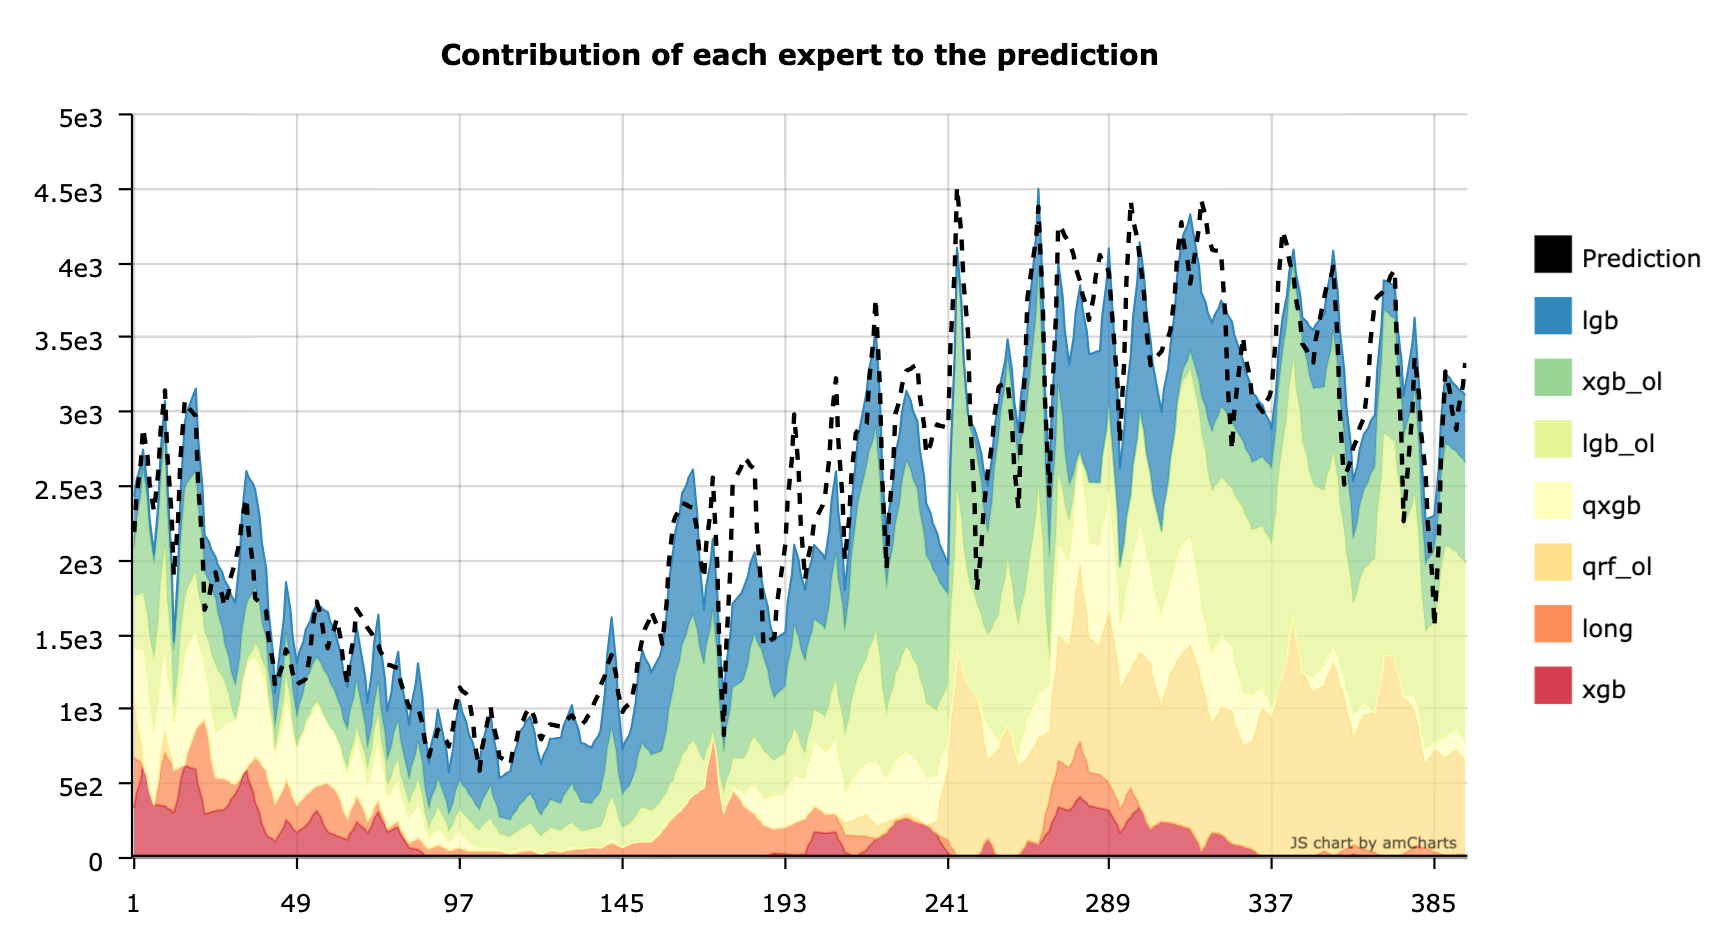 Contribution of each expert to the prediction
5e3
4.5e3
4e3
3.5e3
3e3
2.5e3
2e3
1.5e3
1e3
5e2
0
1 49 97 145 193 241 289 337 385
JS chart by amCharts
Prediction
lgb
xgb_ol
lgb_ol
qxgb
qrf_ol
long
xgb